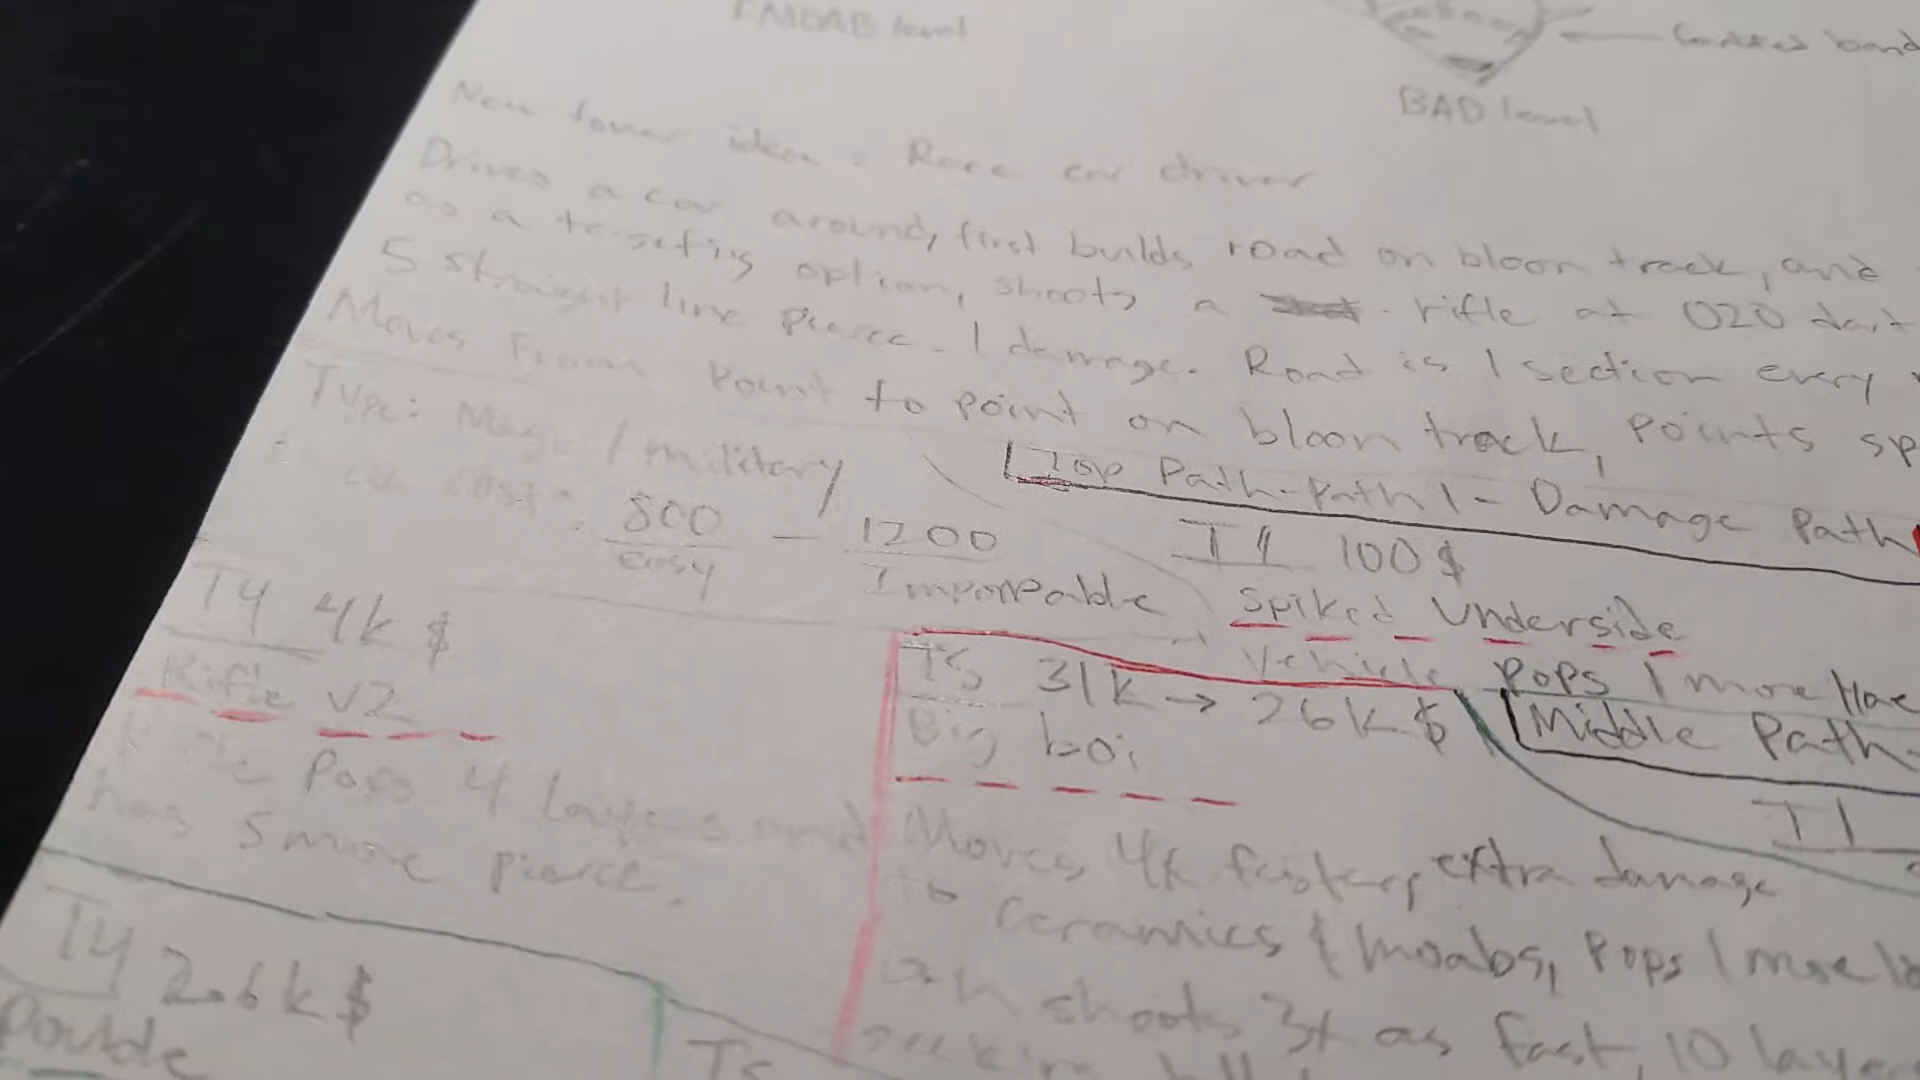 MOAB level
BAD level
New tower idea = Race car driver
Drives a car around, first builds road on bloon track, and
as a targeting option, shoots a rifle at 020 dart
5 straight line pierce. 1 damage. Road is 1 section every
Moves from point to point on bloon track, points sp
Type: Magic / military
cost: 800 - 1200
easy Impoppable
Top Path - Path 1 - Damage Path
T1 100$
Spiked Underside
Vehicle pops 1 more
T4 4k $
Rifle v2
Rifle pops 4 layers and
has 5 more pierce.
T5 31k → 26k $
Big boi
Moves 4x faster, extra damage
to ceramics & moabs, pops 1 more
shoots 3x as fast, 10
Middle Path -
T1
T4 2.6k $
Double
T5